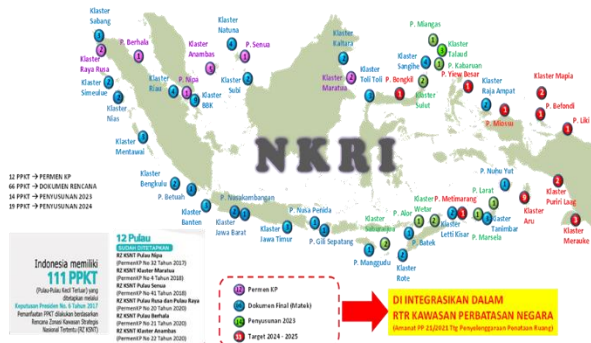 Klaster
Sabang
Klaster
Natuna
P. Berhala
Klaster
Anambas
P. Senua
Klaster
Kaltara
P. Miangas
Klaster
Talaud
Klaster
Sangihe
P. Kabaruan
Klaster
Raya Rusa
Klaster
Simeulue
Klaster
Riau
P. Nipa
Klaster
BBK
Klaster
Subi
Klaster
Maratua
Klaster
Toli Toli
P. Bongkil
Klaster
Sulut
P. Yiew Besar
Klaster
Raja Ampat
Klaster Mapia
P. Befondi
P. Liki
P. Miossu
Klaster
Nias
Klaster
Mentawai
NKRI
12 PPKT → PERMEN KP
66 PPKT → DOKUMEN RENCANA
14 PPKT → PENYUSUNAN 2023
19 PPKT → PENYUSUNAN 2024
Klaster
Bengkulu
P. Betuah
Klaster
Banten
P. Nusakambangan
Klaster
Jawa Barat
Klaster
Jawa Timur
P. Nusa Penida
P. Gili Sepatang
P. Manggudu
Klaster
P. Alor
Klaster
Wetar
P. Batek
Klaster
Rote
P. Metimarang
Klaster
Letti Kisar
P. Larat
P. Nuhu Yut
Klaster
Tanimbar
P. Marsela
Klaster
Aru
Klaster
Puriri Laag
Klaster
Merauke
Indonesia memiliki
111 PPKT
(Pulau-Pulau Kecil Terluar) yang
ditetapkan melalui
Keputusan Presiden No. 6 Tahun 2017
Pemanfaatan PPKT dilakukan berdasarkan
Rencana Zonasi Kawasan Strategis
Nasional Tertentu (RZ KSNT)
12 Pulau
SUDAH DITETAPKAN
RZ KSNT Pulau Nipa
(PermenKP No 32 Tahun 2017)
RZ KSNT Klaster Maratua
(PermenKP No 4 Tahun 2018)
RZ KSNT Pulau Senua
(PermenKP No 41 Tahun 2018)
RZ KSNT Pulau Rusa dan Pulau Raya
(PermenKP No 20 Tahun 2020)
RZ KSNT Berhala
(PermenKP No 21 Tahun 2020)
RZ KSNT Klaster Anambas
(PermenKP No 22 Tahun 2020)
12 Permen KP
66 Dokumen Final (Matek)
14 Penyusunan 2023
Target 2024 - 2025
DI INTEGRASIKAN DALAM
RTR KAWASAN PERBATASAN NEGARA
(Amanat PP 21/2021 Ttg Penyelenggaraan Penataan Ruang)